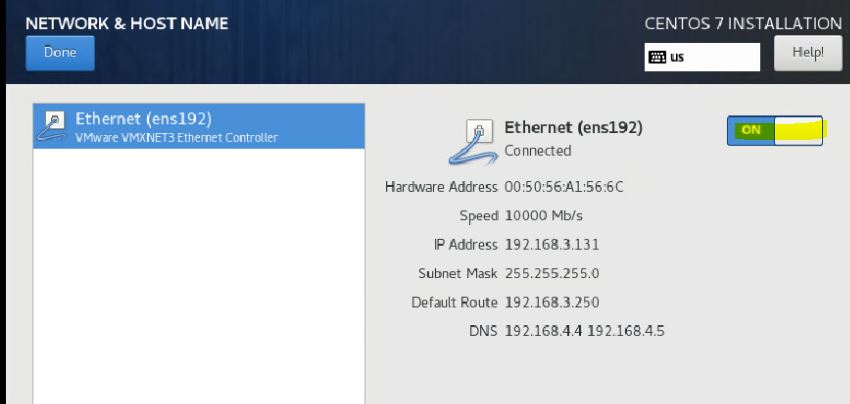 NETWORK & HOST NAME
CENTOS 7 INSTALLATION
Done
us
Help!
Ethernet (ens192)
VMware VMXNET3 Ethernet Controller
Ethernet (ens192)
Connected
ON
Hardware Address 00:50:56:A1:56:6C
Speed 10000 Mb/s
IP Address 192.168.3.131
Subnet Mask 255.255.255.0
Default Route 192.168.3.250
DNS 192.168.4.4 192.168.4.5